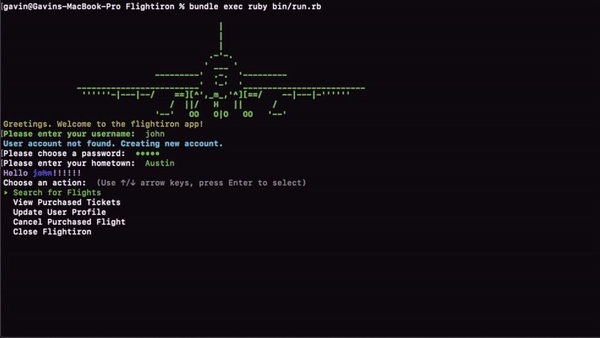 gavin@Gavins-MacBook-Pro Flightiron % bundle exec ruby bin/run.rb
Greetings. Welcome to the flightiron app!
Please enter your username:  john
User account not found. Creating new account.
Please choose a password:  •••••
Please enter your hometown:  Austin
Hello john!!!!!!
Choose an action:  (Use ↑/↓ arrow keys, press Enter to select)
‣ Search for Flights
View Purchased Tickets
Update User Profile
Cancel Purchased Flight
Close Flightiron